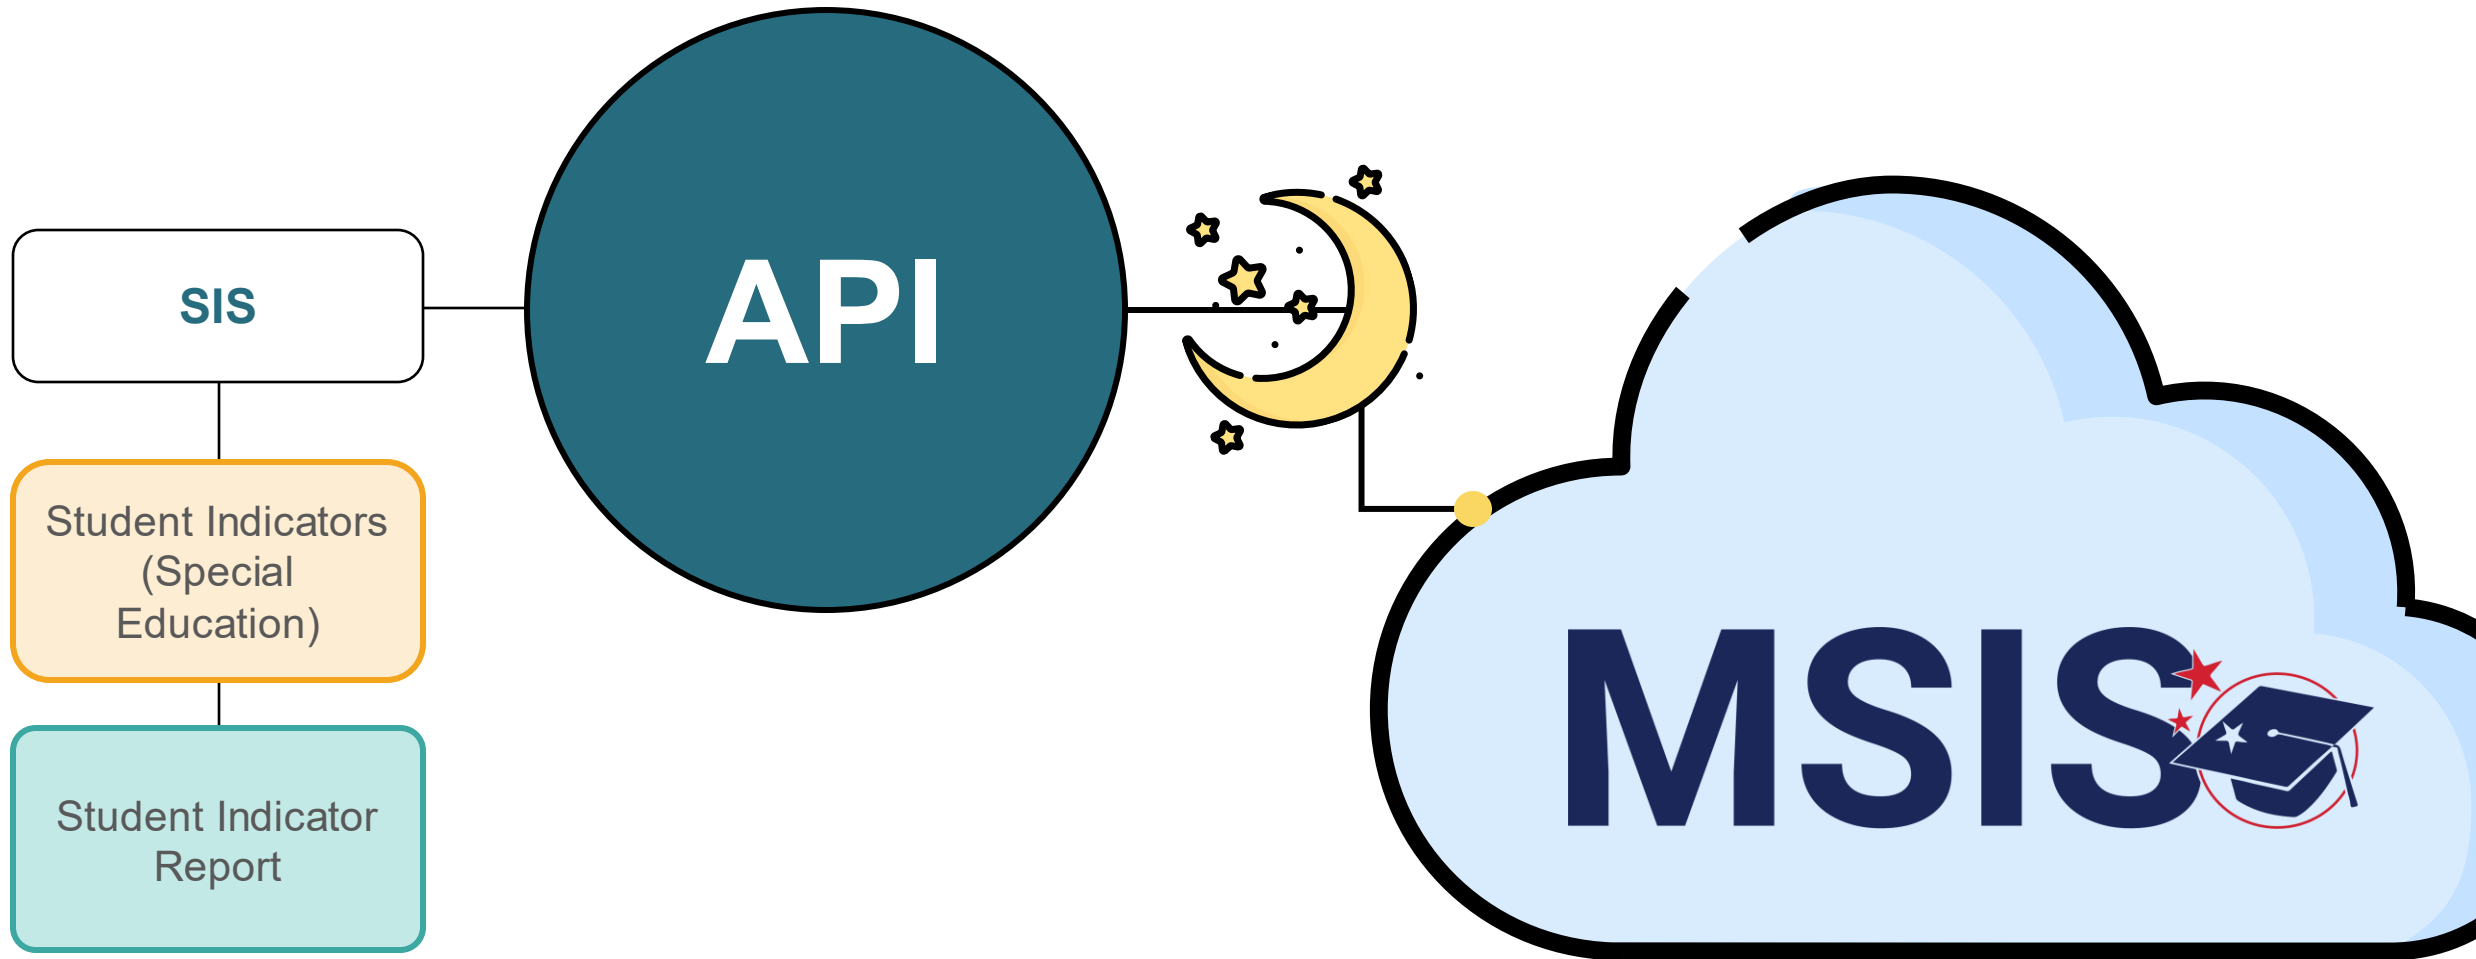 SIS
Student Indicators
(Special
Education)
Student Indicator
Report
API
MSIS